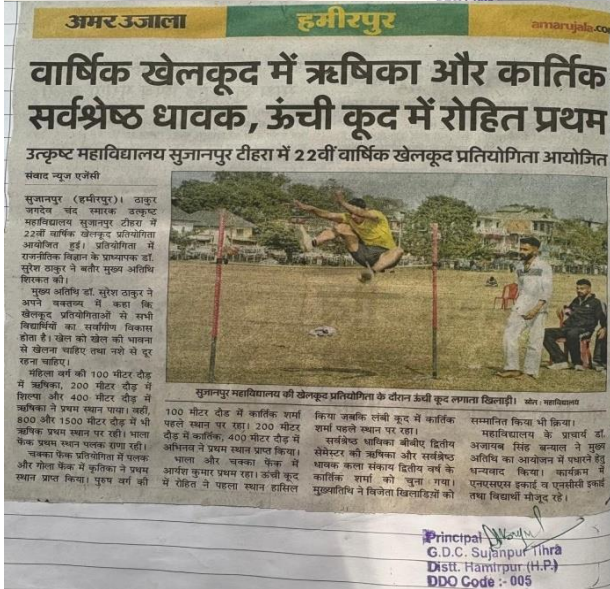 अमर उजाला
हमीरपुर
amarujala.co
वार्षिक खेलकूद में ऋषिका और कार्तिक
सर्वश्रेष्ठ धावक, ऊंची कूद में रोहित प्रथम
उत्कृष्ट महाविद्यालय सुजानपुर टीहरा में 22वीं वार्षिक खेलकूद प्रतियोगिता आयोजित
संवाद न्यूज एजेंसी
सुजानपुर (हमीरपुर)। ठाकुर
जगदेव चंद स्मारक उत्कृष्ट
महाविद्यालय सुजानपुर टीहरा में
22वीं वार्षिक खेलकूद प्रतियोगिता
आयोजित हुई। प्रतियोगिता में
राजनीतिक विज्ञान के प्राध्यापक डॉ.
सुरेश ठाकुर ने बतौर मुख्य अतिथि
शिरकत की।
मुख्य अतिथि डॉ. सुरेश ठाकुर ने
अपने वक्तव्य में कहा कि
खेलकूद प्रतियोगिताओं से सभी
विद्यार्थियों का सर्वांगीण विकास
होता है। खेल को खेल की भावना
से खेलना चाहिए तथा नशे से दूर
रहना चाहिए।
महिला वर्ग की 100 मीटर दौड़
में ऋषिका, 200 मीटर दौड़ में
शिल्पा और 400 मीटर दौड़ में
ऋषिका ने प्रथम स्थान पाया। वहीं,
800 और 1500 मीटर दौड़ में भी
ऋषिक प्रथम स्थान पर रही। भाला
फेंक प्रथम स्थान पलक राणा रही।
चक्का फेंक प्रतियोगिता में पलक
और गोला फेंक में कृतिका ने प्रथम
स्थान प्राप्त किया। पुरुष वर्ग की
सुजानपुर महाविद्यालय की खेलकूद प्रतियोगिता के दौरान ऊंची कूद लगाता खिलाड़ी। स्रोत : महाविद्यालय
100 मीटर दौड़ में कार्तिक शर्मा
पहले स्थान पर रहा। 200 मीटर
दौड़ में कार्तिक, 400 मीटर दौड़ में
अभिनव ने प्रथम स्थान प्राप्त किया।
भाला और चक्का फेंक में
आर्यश कुमार प्रथम रहा। ऊंची कूद
में रोहित ने पहला स्थान हासिल
किया जबकि लंबी कूद में कार्तिक
शर्मा पहले स्थान पर रहा।
सर्वश्रेष्ठ धाविका बीबीए द्वितीय
सेमेस्टर की ऋषिका और सर्वश्रेष्ठ
धावक कला संकाय द्वितीय वर्ष के
कार्तिक शर्मा को चुना गया।
मुख्यातिथि ने विजेता खिलाडि़यों को
सम्मानित किया भी किया।
महाविद्यालय के प्राचार्य डॉ.
अजायब सिंह बन्याल ने मुख्य
अतिथि का आयोजन में पधारने हेतु
धन्यवाद किया। कार्यक्रम में
एनएसएस इकाई व एनसीसी इकाई
तथा विद्यार्थी मौजूद रहे।
Principal
G.D.C. Sujanpur Tihra
Distt. Hamirpur (H.P.)
DDO Code :- 005